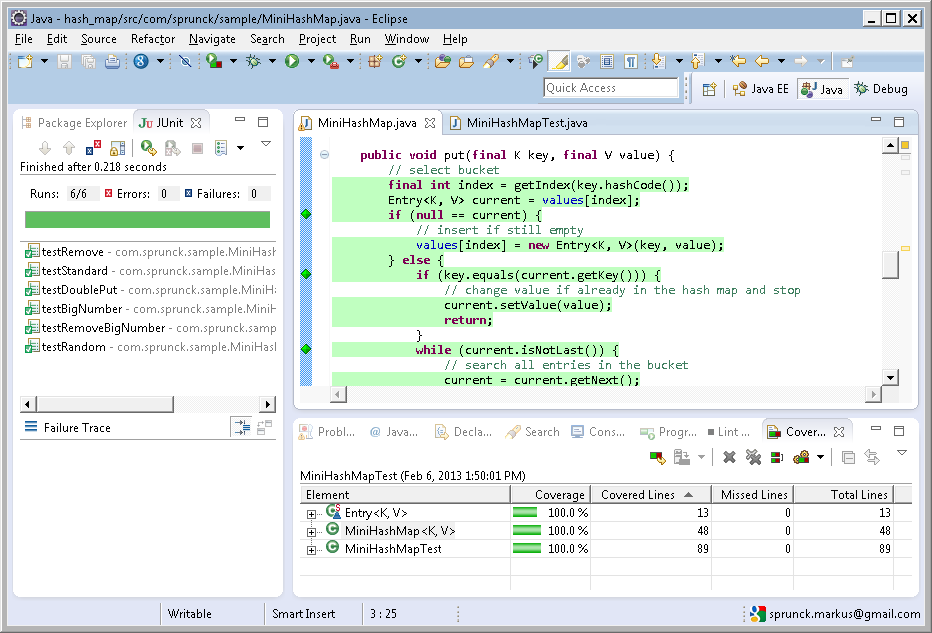 Java - hash_map/src/com/sprunck/sample/MiniHashMap.java - Eclipse
File Edit Source Refactor Navigate Search Project Run Window Help
Quick Access
Java EE Java Debug
Package Explorer JUnit
Finished after 0.218 seconds
Runs: 6/6 Errors: 0 Failures: 0
testRemove - com.sprunck.sample.MiniHash
testStandard - com.sprunck.sample.MiniHas
testDoublePut - com.sprunck.sample.MiniH
testBigNumber - com.sprunck.sample.MiniH
testRemoveBigNumber - com.sprunck.samp
testRandom - com.sprunck.sample.MiniHash
Failure Trace
MiniHashMap.java MiniHashMapTest.java
public void put(final K key, final V value) {
// select bucket
final int index = getIndex(key.hashCode());
Entry<K, V> current = values[index];
if (null == current) {
// insert if still empty
values[index] = new Entry<K, V>(key, value);
} else {
if (key.equals(current.getKey())) {
// change value if already in the hash map and stop
current.setValue(value);
return;
}
while (current.isNotLast()) {
// search all entries in the bucket
current = current.getNext();
Probl... Java... Decla... Search Cons... Progr... Lint ... Cover...
MiniHashMapTest (Feb 6, 2013 1:50:01 PM)
Element Coverage Covered Lines Missed Lines Total Lines
Entry<K, V> 100.0 % 13 0 13
MiniHashMap<K, V> 100.0 % 48 0 48
MiniHashMapTest 100.0 % 89 0 89
Writable Smart Insert 3 : 25 sprunck.markus@gmail.com